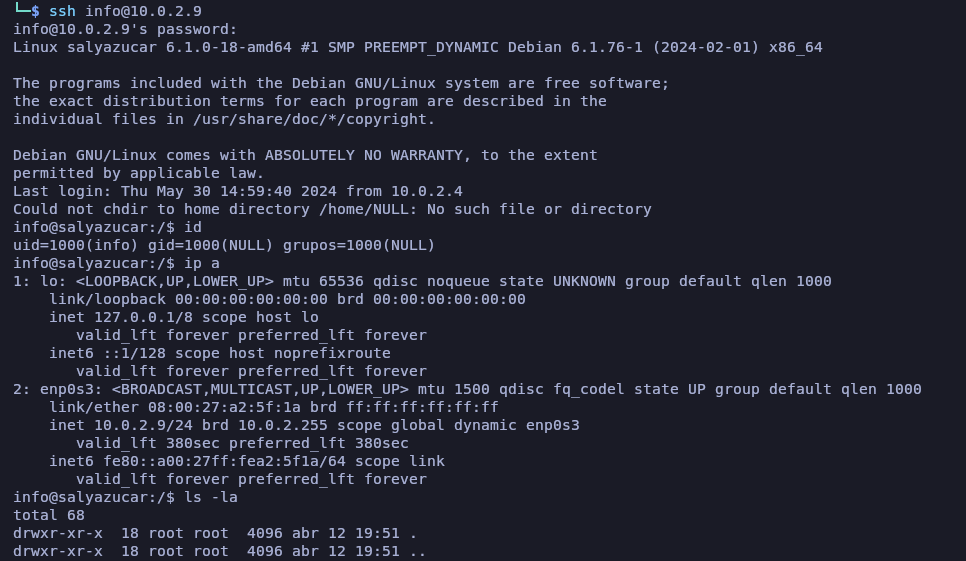 └─$ ssh info@10.0.2.9
info@10.0.2.9's password:
Linux salyazucar 6.1.0-18-amd64 #1 SMP PREEMPT_DYNAMIC Debian 6.1.76-1 (2024-02-01) x86_64

The programs included with the Debian GNU/Linux system are free software;
the exact distribution terms for each program are described in the
individual files in /usr/share/doc/*/copyright.

Debian GNU/Linux comes with ABSOLUTELY NO WARRANTY, to the extent
permitted by applicable law.
Last login: Thu May 30 14:59:40 2024 from 10.0.2.4
Could not chdir to home directory /home/NULL: No such file or directory
info@salyazucar:/$ id
uid=1000(info) gid=1000(NULL) grupos=1000(NULL)
info@salyazucar:/$ ip a
1: lo: <LOOPBACK,UP,LOWER_UP> mtu 65536 qdisc noqueue state UNKNOWN group default qlen 1000
    link/loopback 00:00:00:00:00:00 brd 00:00:00:00:00:00
    inet 127.0.0.1/8 scope host lo
       valid_lft forever preferred_lft forever
    inet6 ::1/128 scope host noprefixroute
       valid_lft forever preferred_lft forever
2: enp0s3: <BROADCAST,MULTICAST,UP,LOWER_UP> mtu 1500 qdisc fq_codel state UP group default qlen 1000
    link/ether 08:00:27:a2:5f:1a brd ff:ff:ff:ff:ff:ff
    inet 10.0.2.9/24 brd 10.0.2.255 scope global dynamic enp0s3
       valid_lft 380sec preferred_lft 380sec
    inet6 fe80::a00:27ff:fea2:5f1a/64 scope link
       valid_lft forever preferred_lft forever
info@salyazucar:/$ ls -la
total 68
drwxr-xr-x  18 root root  4096 abr 12 19:51 .
drwxr-xr-x  18 root root  4096 abr 12 19:51 ..